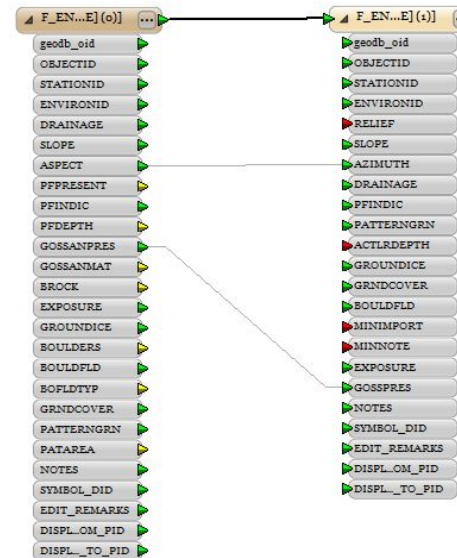 F_EN...E] (0)]
geodb_oid
OBJECTID
STATIONID
ENVIRONID
DRAINAGE
SLOPE
ASPECT
PFPRESENT
PFINDIC
PFDEPTH
GOSSANPRES
GOSSANMAT
BROCK
EXPOSURE
GROUNDICE
BOULDERS
BOULDFLD
BOFLDTYP
GRNDCOVER
PATTERNGRN
PATAREA
NOTES
SYMBOL_DID
EDIT_REMARKS
DISPL...OM_PID
DISPL..._TO_PID
F_EN...E] (1)]
geodb_oid
OBJECTID
STATIONID
ENVIRONID
RELIEF
SLOPE
AZIMUTH
DRAINAGE
PFINDIC
PATTERNGRN
ACTLRDEPTH
GROUNDICE
GRNDCOVER
BOULDFLD
MINIMPORT
MINNOTE
EXPOSURE
GOSSPRES
NOTES
SYMBOL_DID
EDIT_REMARKS
DISPL...OM_PID
DISPL..._TO_PID